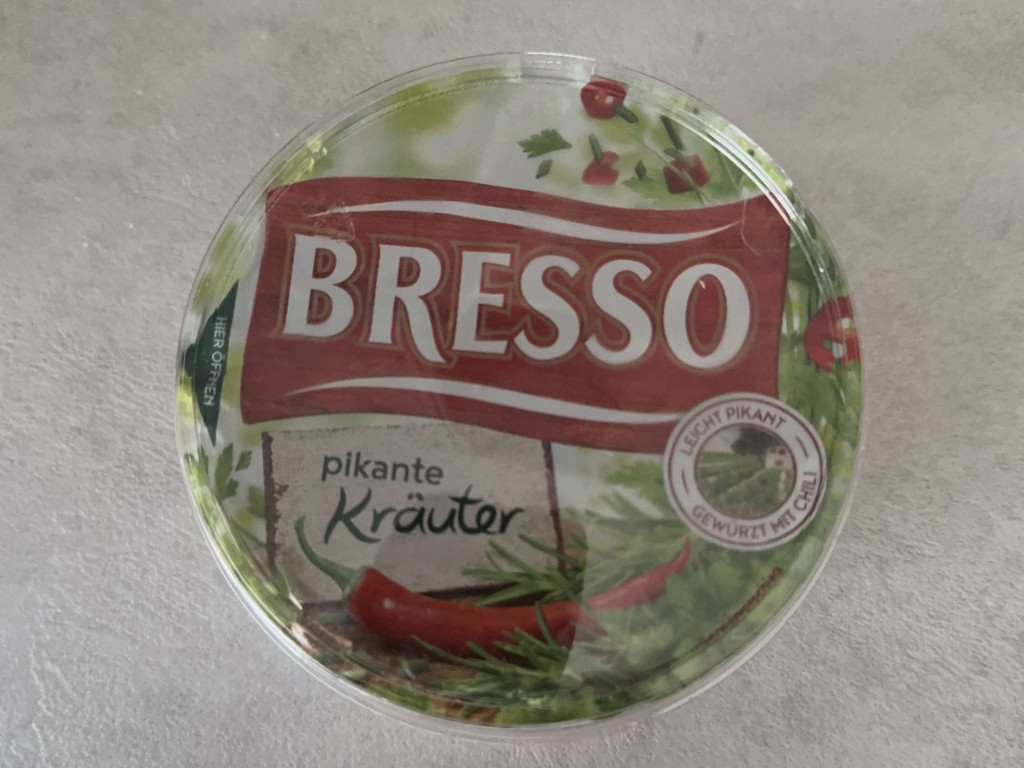 BRESSO
HIER ÖFFNEN
pikante
Kräuter
LEICHT PIKANT
GEWÜRZT MIT CHILI